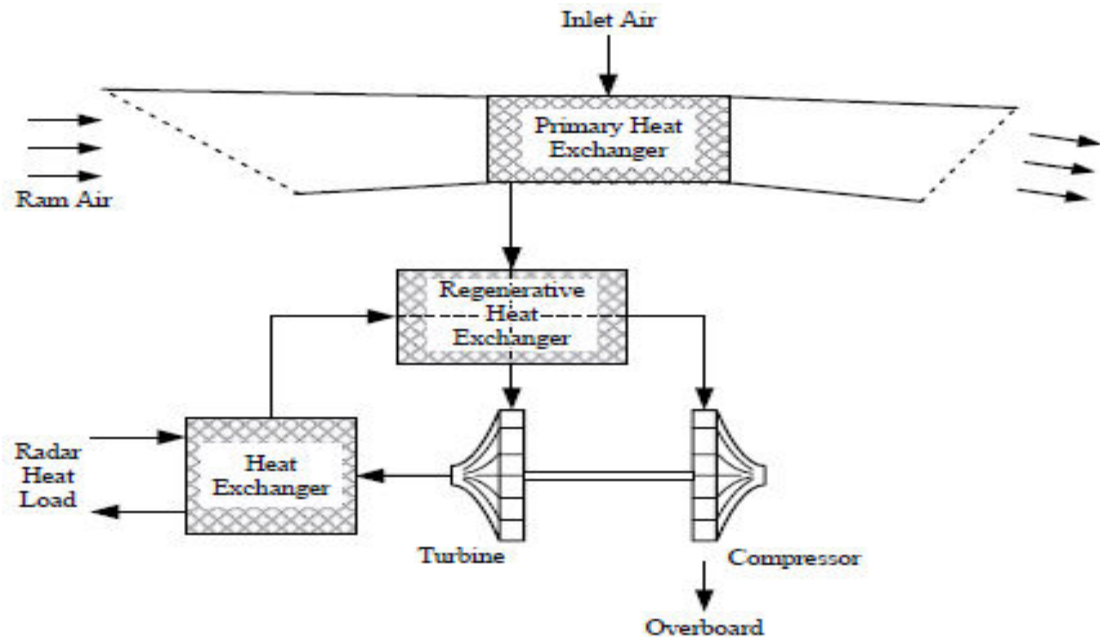 Inlet Air
Primary Heat
Exchanger
Ram Air
Regenerative
Heat
Exchanger
Radar
Heat
Load
Heat
Exchanger
Turbine
Compressor
Overboard